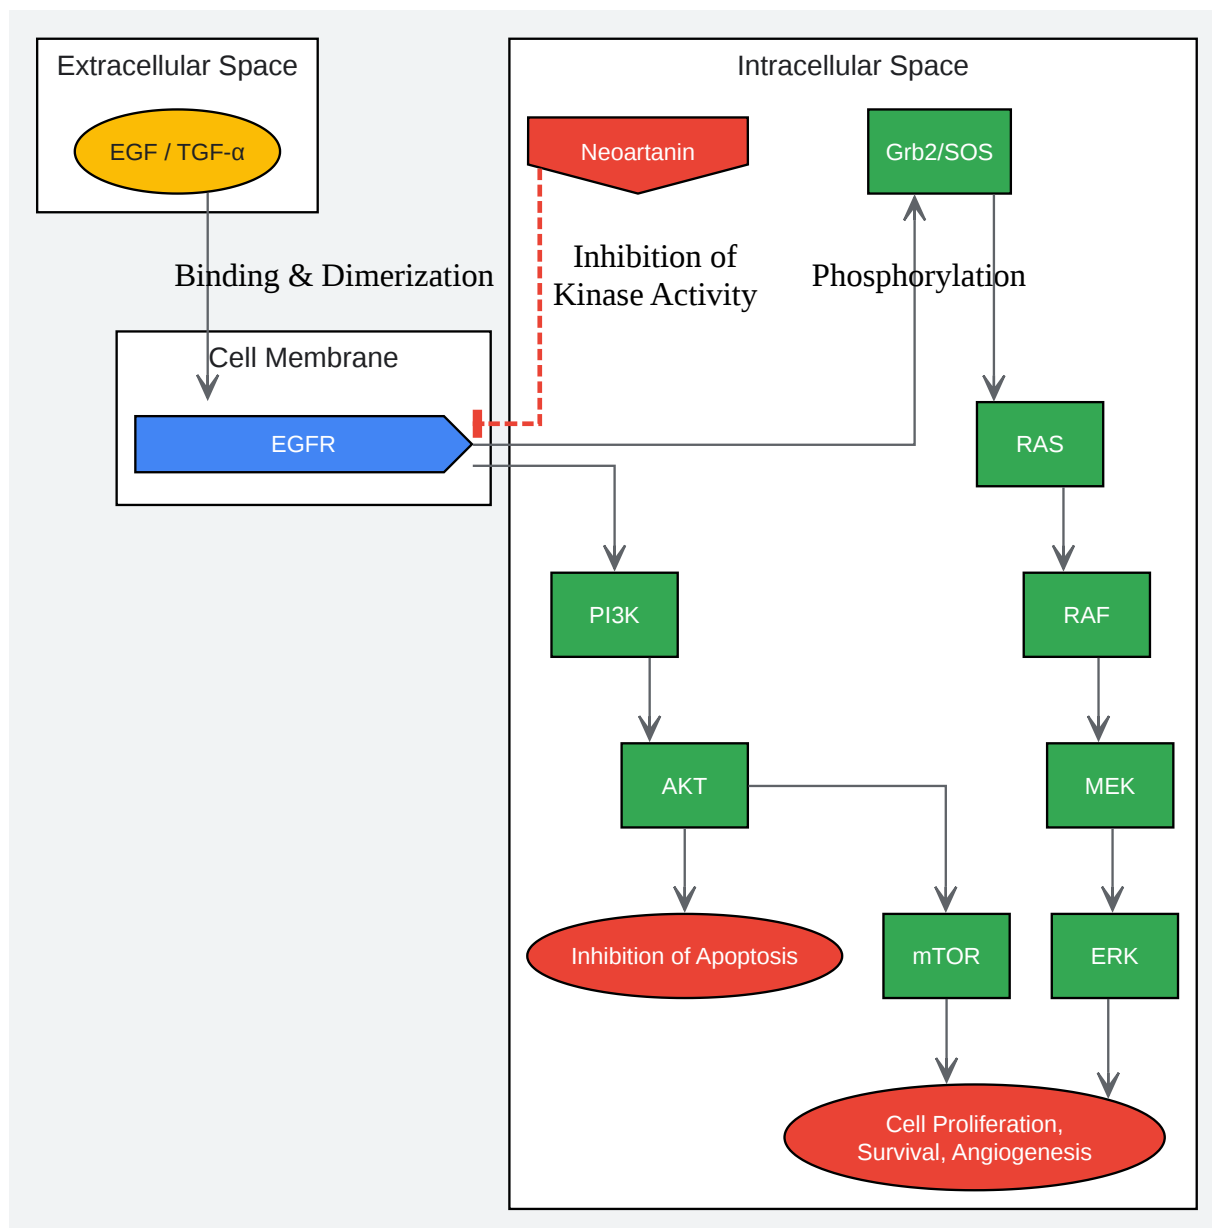 Extracellular Space
Intracellular Space
EGF / TGF-α
Neoartanin
Grb2/SOS
Binding & Dimerization
Inhibition of
Kinase Activity
Phosphorylation
Cell Membrane
EGFR
RAS
PI3K
RAF
AKT
MEK
Inhibition of Apoptosis
mTOR
ERK
Cell Proliferation,
Survival, Angiogenesis